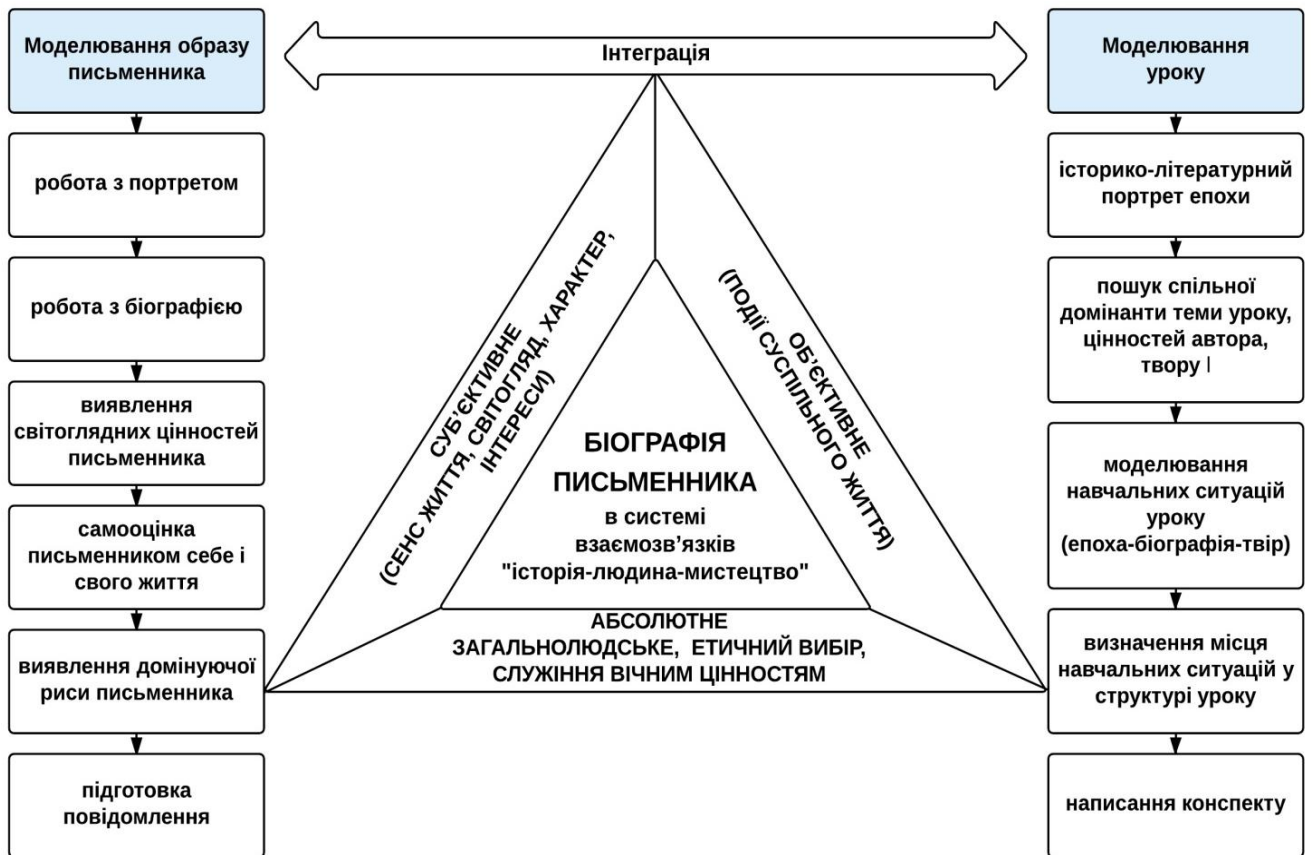 Моделювання образу
письменника
робота з портретом
робота з біографією
виявлення
світоглядних цінностей
письменника
самооцінка
письменником себе і
свого життя
виявлення домінуючої
риси письменника
підготовка
повідомлення
Інтеграція
СУБ'ЄКТИВНЕ
(СЕНС ЖИТТЯ, СВІТОГЛЯД, ХАРАКТЕР,
ІНТЕРЕСИ)
ОБ'ЄКТИВНЕ
(ПОДІЇ СУСПІЛЬНОГО ЖИТТЯ)
БІОГРАФІЯ
ПИСЬМЕННИКА
в системі
взаємозв'язків
"історія-людина-мистецтво"
АБСОЛЮТНЕ
ЗАГАЛЬНОЛЮДСЬКЕ, ЕТИЧНИЙ ВИБІР,
СЛУЖІННЯ ВІЧНИМ ЦІННОСТЯМ
Моделювання
уроку
історико-літературний
портрет епохи
пошук спільної
домінанти теми уроку,
цінностей автора,
твору |
моделювання
навчальних ситуацій
уроку
(епоха-біографія-твір)
визначення місця
навчальних ситуацій у
структурі уроку
написання конспекту